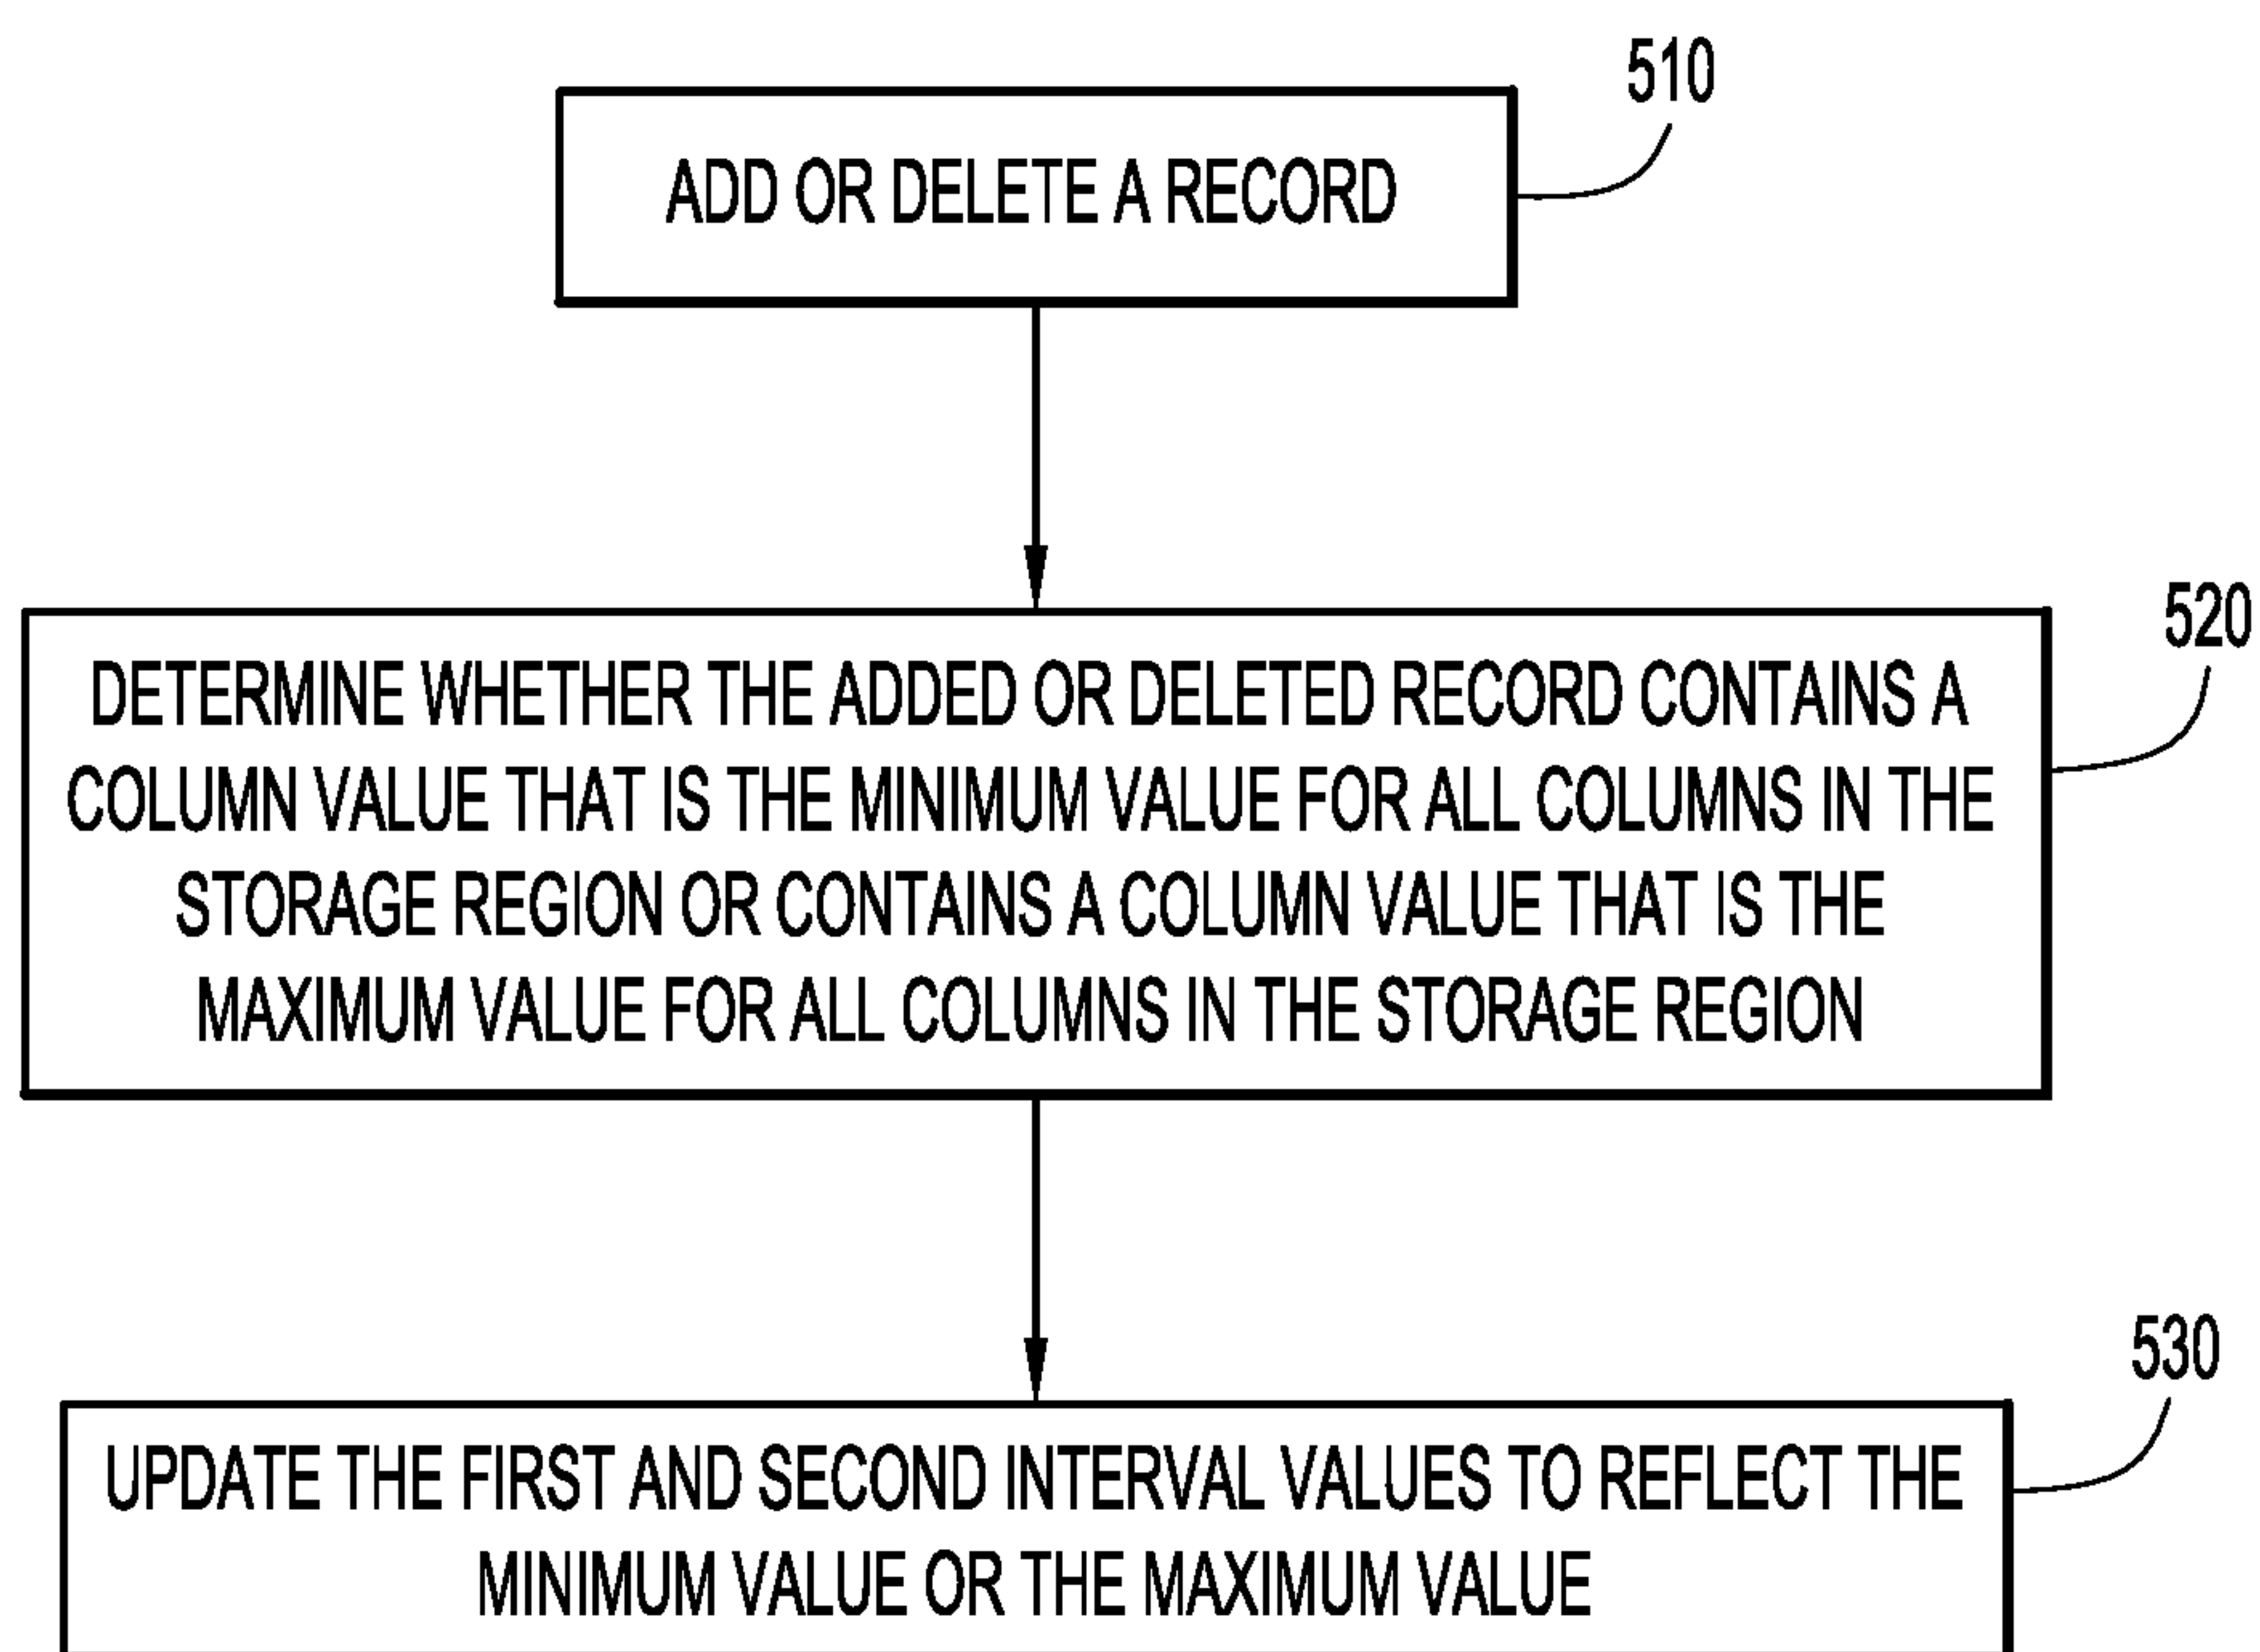 510
ADD OR DELETE A RECORD
520
DETERMINE WHETHER THE ADDED OR DELETED RECORD CONTAINS A
COLUMN VALUE THAT IS THE MINIMUM VALUE FOR ALL COLUMNS IN THE
STORAGE REGION OR CONTAINS A COLUMN VALUE THAT IS THE
MAXIMUM VALUE FOR ALL COLUMNS IN THE STORAGE REGION
530
UPDATE THE FIRST AND SECOND INTERVAL VALUES TO REFLECT THE
MINIMUM VALUE OR THE MAXIMUM VALUE